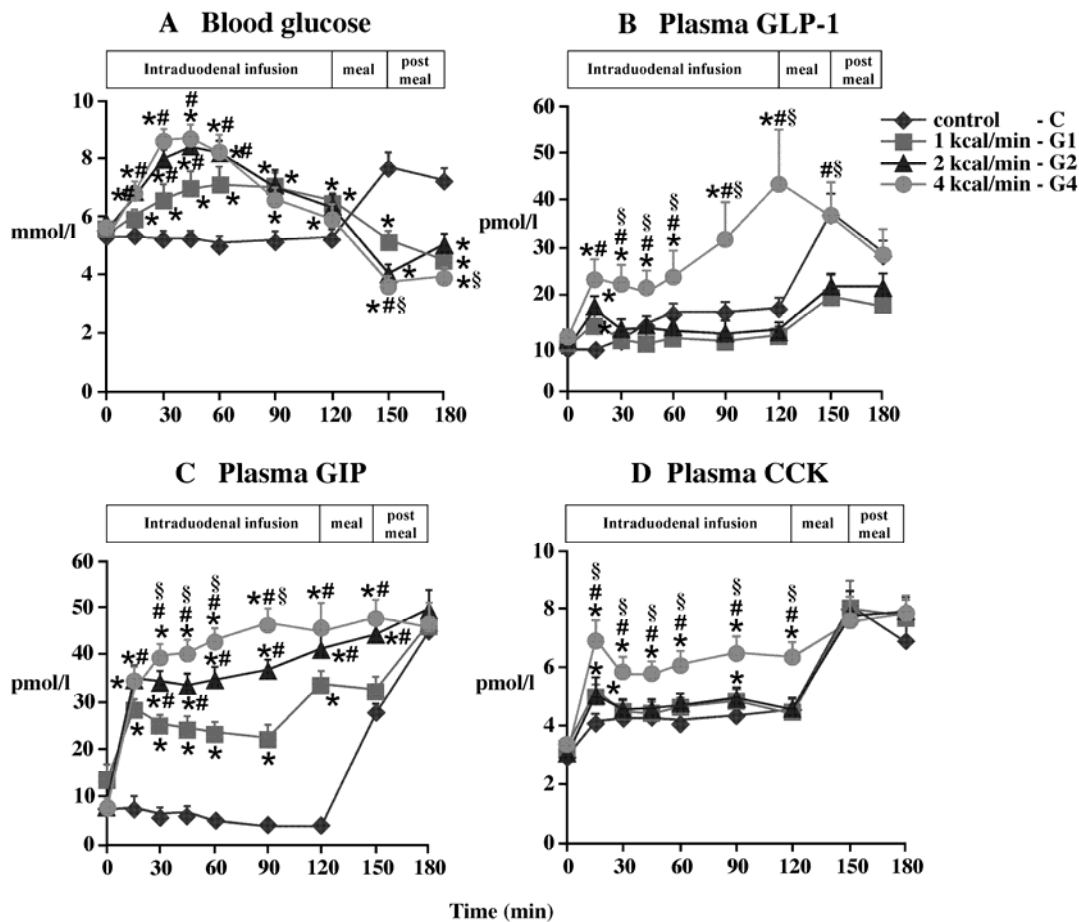 A Blood glucose
Intraduodenal infusion meal post meal
10
8
6
mmol/l
4
2
0
0 30 60 90 120 150 180
*# *# *# # * *# *# *# *# * * * * * * * * * * * * * * * *#§ * * *§
B Plasma GLP-1
Intraduodenal infusion meal post meal
60
50
40
pmol/l
30
20
10
0
0 30 60 90 120 150 180
*# § # * § # * § # * *#§ *#§ #§ * *
control - C
1 kcal/min - G1
2 kcal/min - G2
4 kcal/min - G4
C Plasma GIP
Intraduodenal infusion meal post meal
60
50
40
pmol/l
30
20
10
0
0 30 60 90 120 150 180
*# § # * § # * § # * *#§ *# *# * *# *# *# *# *# *# * * * * * *
D Plasma CCK
Intraduodenal infusion meal post meal
10
8
6
pmol/l
4
2
0
0 30 60 90 120 150 180
§ # * § # * § # * § # * § # * § # * * * *
Time (min)